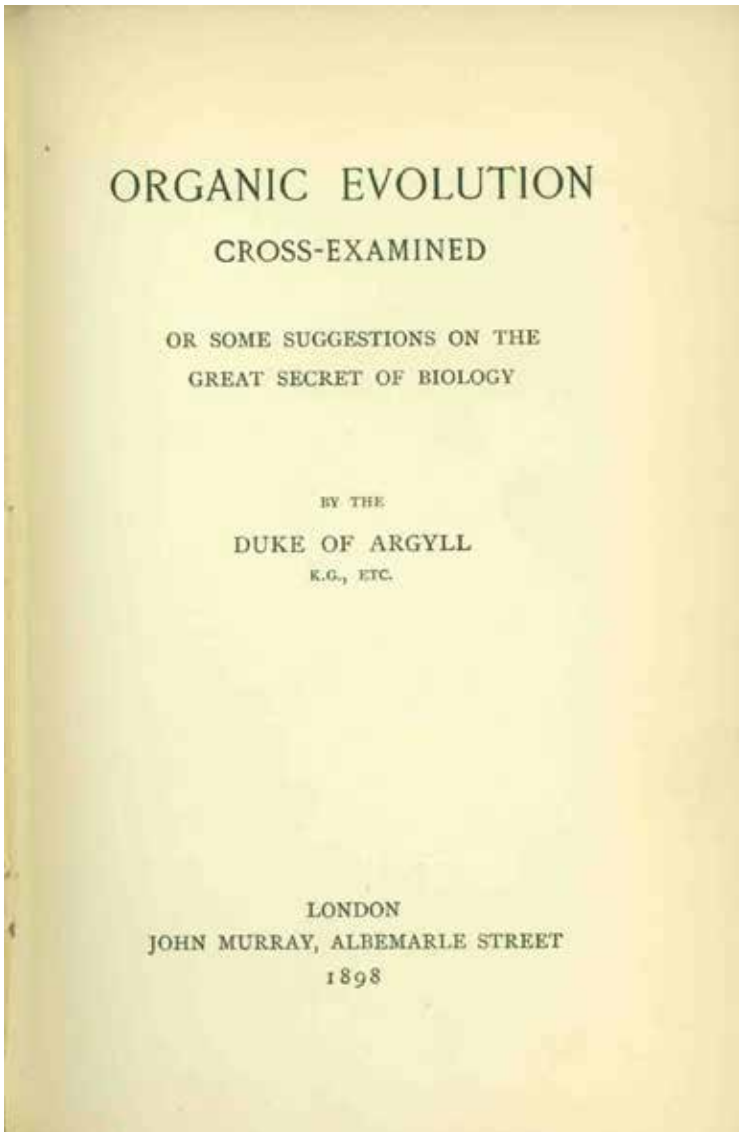 ORGANIC EVOLUTION
CROSS-EXAMINED
OR SOME SUGGESTIONS ON THE
GREAT SECRET OF BIOLOGY
BY THE
DUKE OF ARGYLL
K.G., ETC.
LONDON
JOHN MURRAY, ALBEMARLE STREET
1898